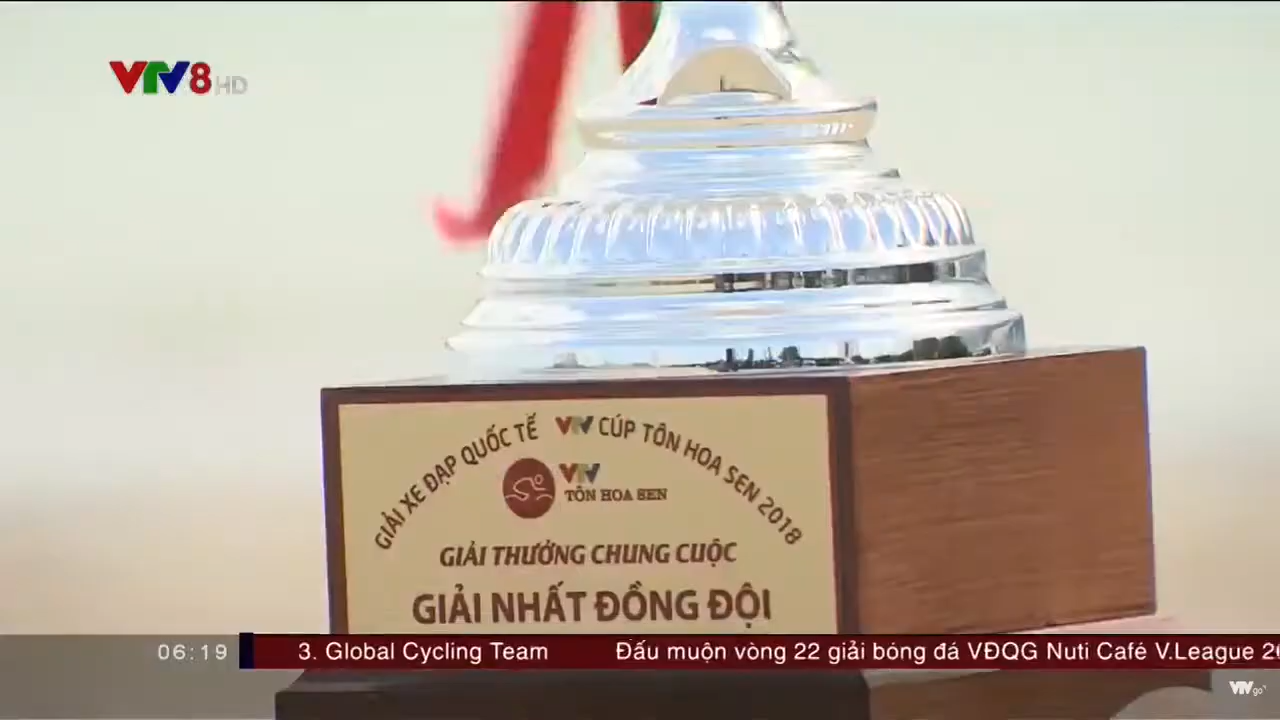 VTV8 HD
GIẢI XE ĐẠP QUỐC TẾ VTV CÚP TÔN HOA SEN 2018
VTV
TÔN HOA SEN
GIẢI THƯỞNG CHUNG CUỘC
GIẢI NHẤT ĐỒNG ĐỘI
06:19 3. Global Cycling Team Đấu muộn vòng 22 giải bóng đá VĐQG Nuti Café V.League
VTV go